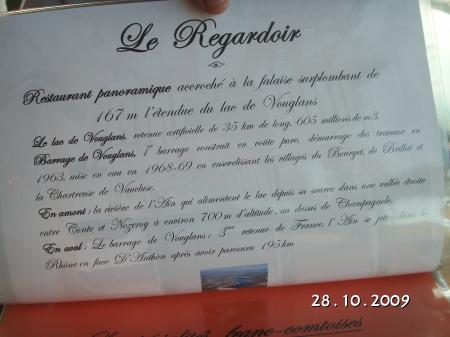 Le Regardoir
Restaurant panoramique accroché à la falaise surplombant de
167 m l'étendue du lac de Vouglans
Le lac de Vouglans, retenue artificielle de 35 km de long, 605 millions de m3.
Barrage de Vouglans, 1er barrage construit en voûte pure, démarrage des travaux en
1963, mise en eau en 1968-69 en ensevelissant les villages du Bourget, de Brillat et
la Chartreuse de Vaucluse.
En amont : la rivière de l'Ain qui alimentent le lac depuis sa source dans une vallée étroite
entre Conte et Nozeroy à environ 700 m d'altitude, au dessus de Champagnole.
En aval : Le barrage de Vouglans : 3ème retenue de France, l'Ain se jette dans le
Rhône en face D'Anthon après avoir parcouru 195 km
28.10.2009
franc-comtoises